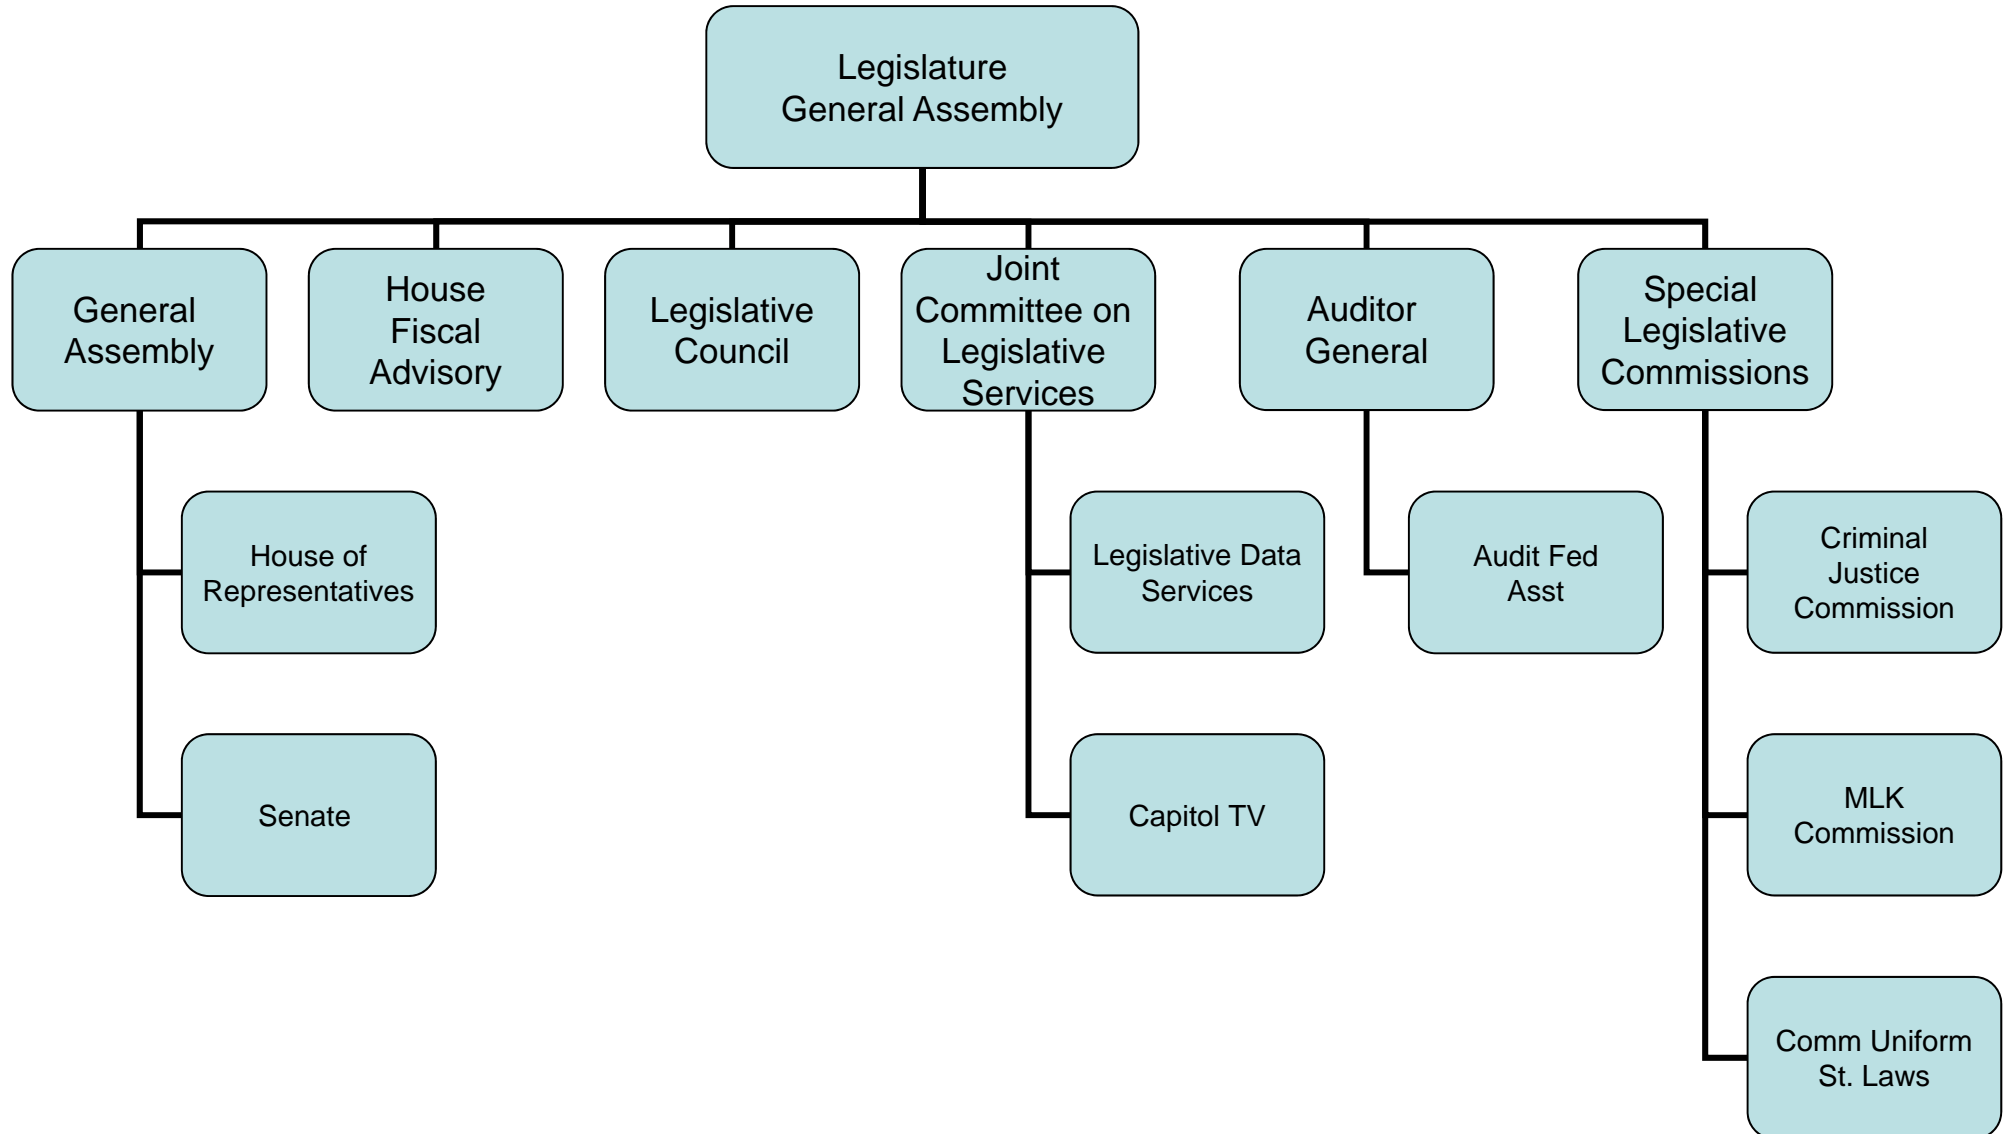 Legislature
General Assembly
General
Assembly
House
Fiscal
Advisory
Legislative
Council
Joint
Committee on
Legislative
Services
Auditor
General
Special
Legislative
Commissions
House of
Representatives
Legislative Data
Services
Audit Fed
Asst
Criminal
Justice
Commission
Senate
Capitol TV
MLK
Commission
Comm Uniform
St. Laws